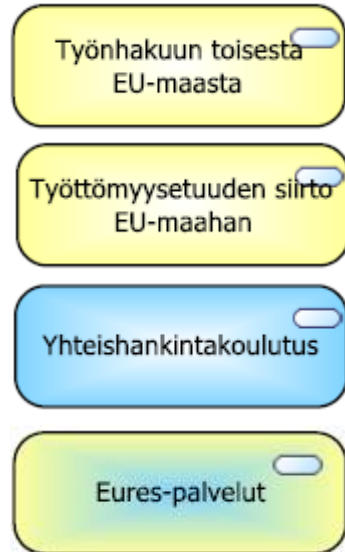 Työnhakuun toisesta
EU-maasta
Työttömyysetuuden siirto
EU-maahan
Yhteishankintakoulutus
Eures-palvelut